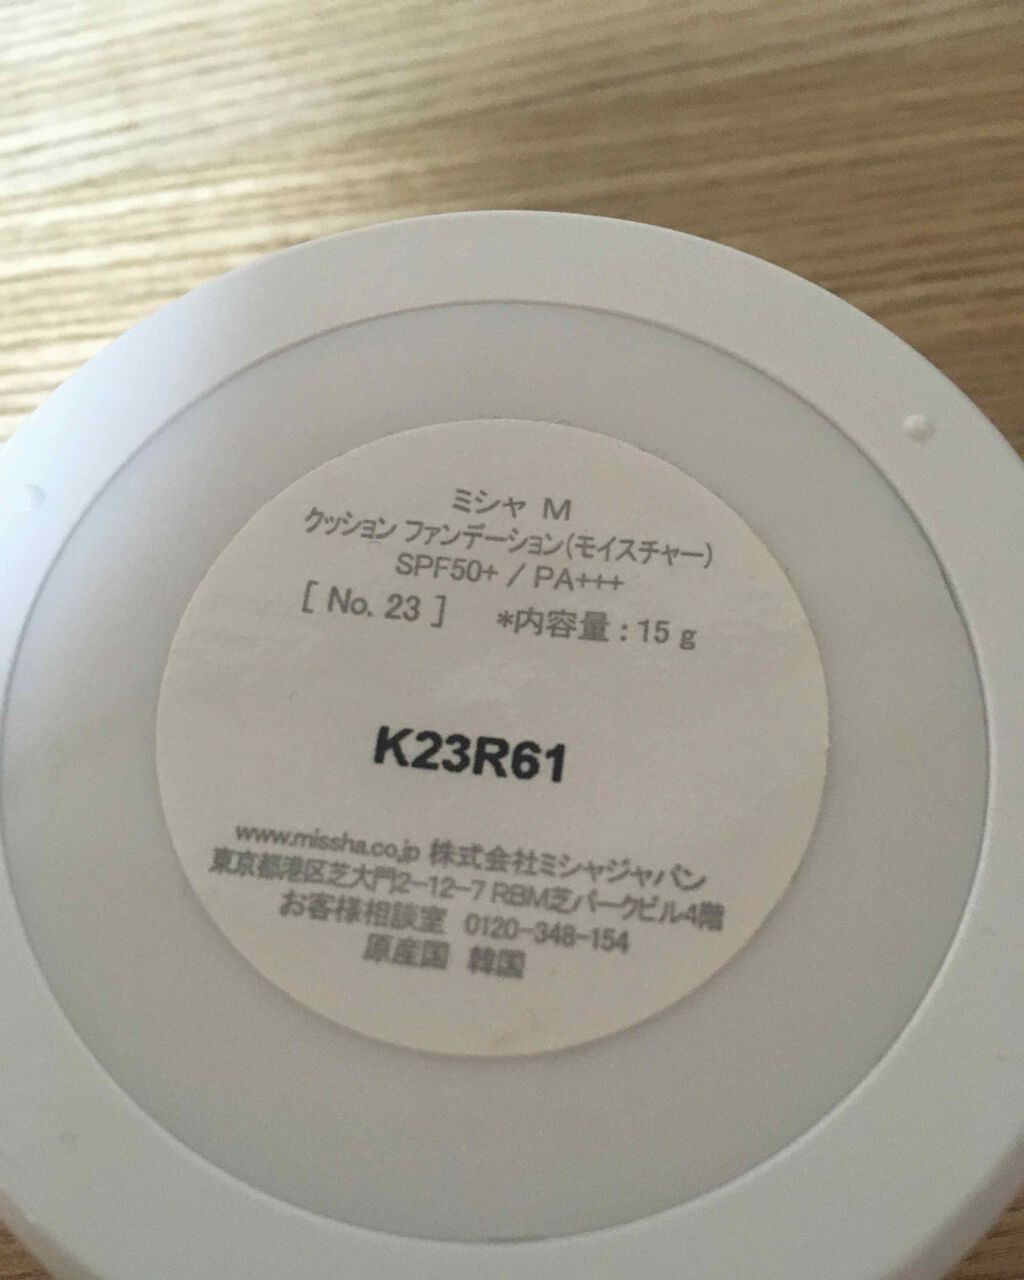 ミシャ M
クッション ファンデーション(モイスチャー)
SPF50+ / PA+++
[ No. 23 ] *内容量 : 15 g
K23R61
www.missha.co.jp 株式会社ミシャジャパン
東京都港区芝大門2-12-7 RBM芝パークビル4階
お客様相談室 0120-348-154
原産国 韓国